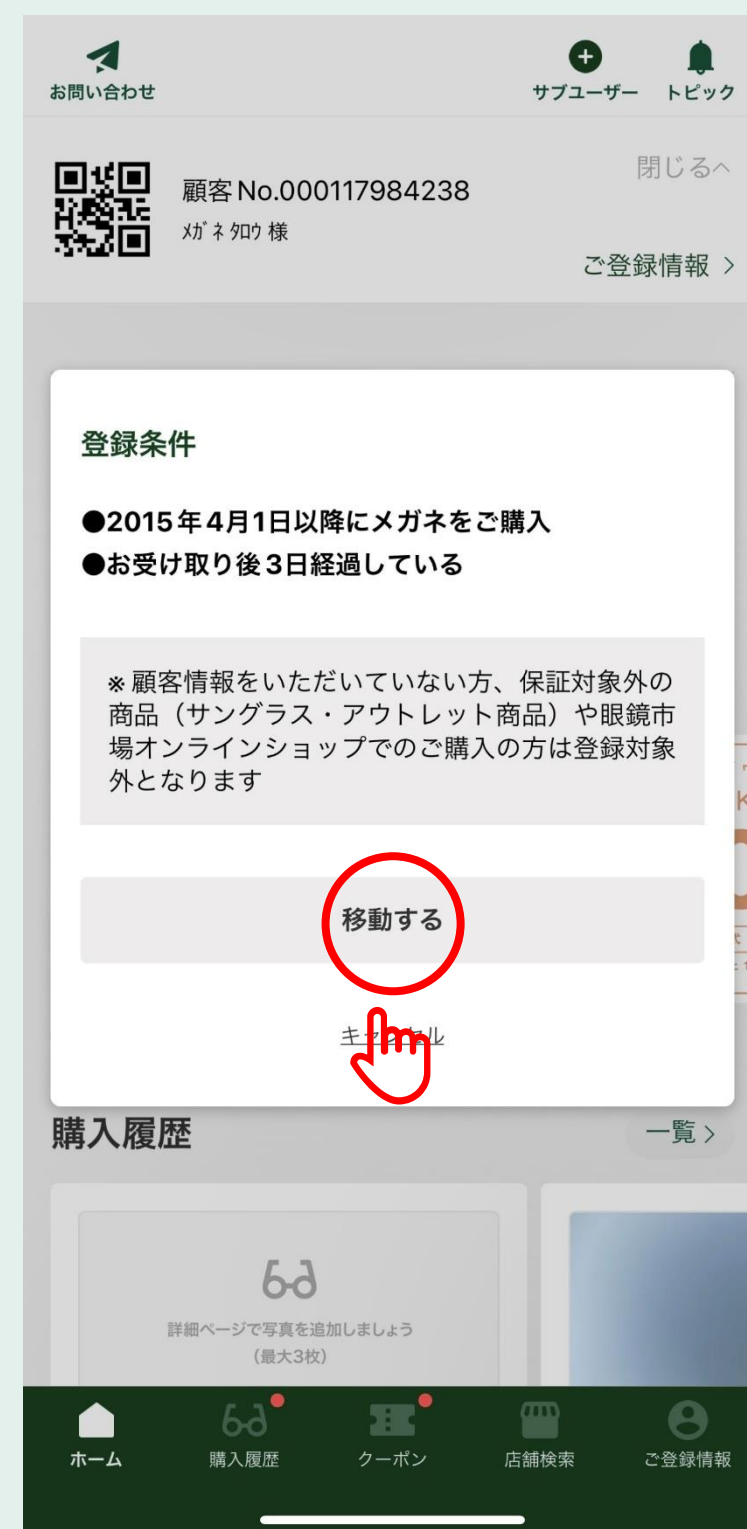 お問い合わせ
サブユーザー
トピック
閉じる
顧客No.000117984238
ﾒｶﾞﾈ ﾀﾛｳ 様
ご登録情報
登録条件
●2015年4月1日以降にメガネをご購入
●お受け取り後3日経過している
※顧客情報をいただいていない方、保証対象外の
商品（サングラス・アウトレット商品）や眼鏡市
場オンラインショップでのご購入の方は登録対象
外となります
移動する
キャンセル
購入履歴
一覧
詳細ページで写真を追加しましょう
（最大3枚）
ホーム
購入履歴
クーポン
店舗検索
ご登録情報